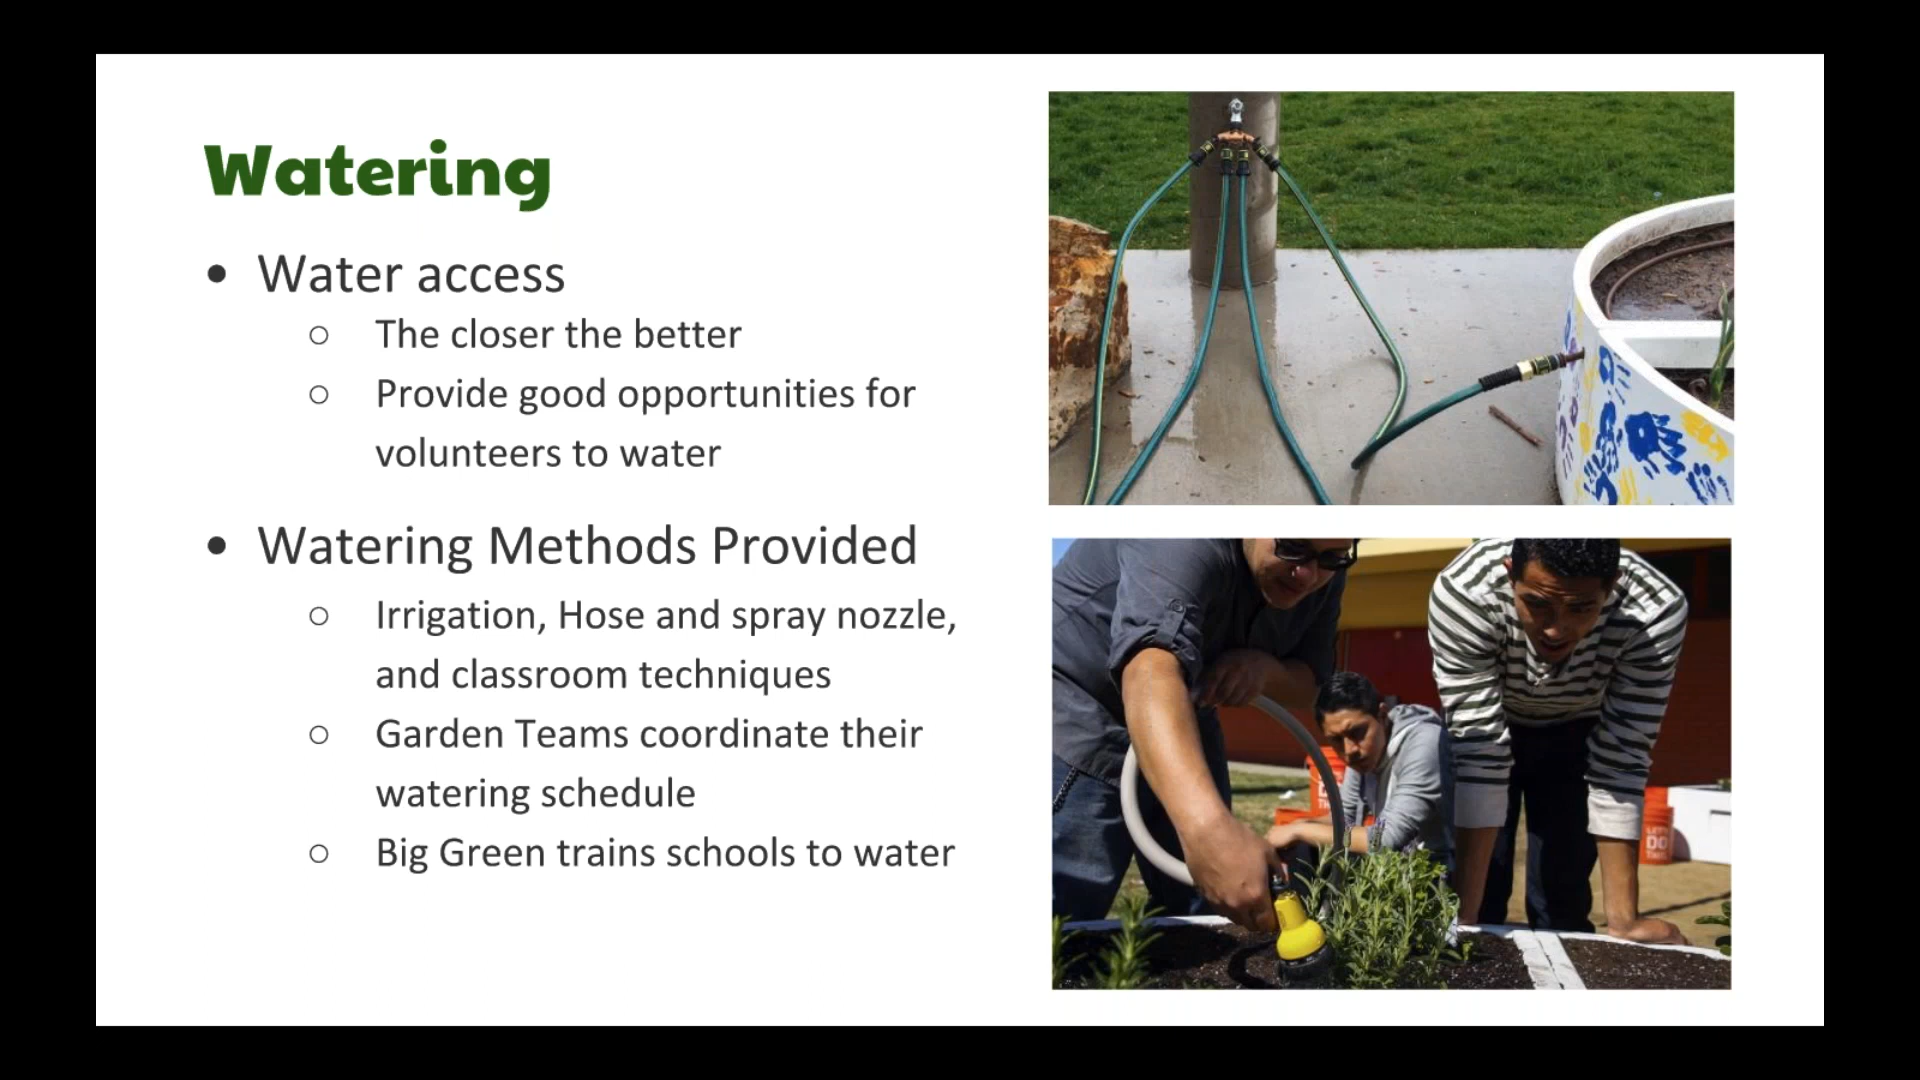 Watering
• Water access
○ The closer the better
○ Provide good opportunities for
volunteers to water
• Watering Methods Provided
○ Irrigation, Hose and spray nozzle,
and classroom techniques
○ Garden Teams coordinate their
watering schedule
○ Big Green trains schools to water
DO